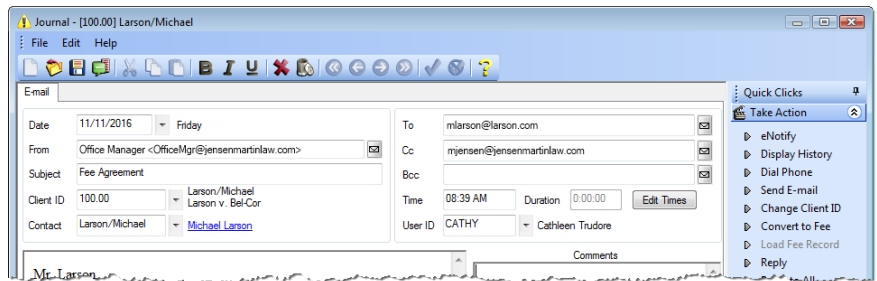 Journal - [100.00] Larson/Michael
File Edit Help
B I U
E-mail
Date 11/11/2016 Friday
From Office Manager <OfficeMgr@jensenmartinlaw.com>
Subject Fee Agreement
Client ID 100.00 Larson/Michael
Larson v. Bel-Cor
Contact Larson/Michael Michael Larson
To mlarson@larson.com
Cc mjensen@jensenmartinlaw.com
Bcc
Time 08:39 AM Duration 0:00:00 Edit Times
User ID CATHY Cathleen Trudore
Mr. Larson
Comments
Quick Clicks
Take Action
eNotify
Display History
Dial Phone
Send E-mail
Change Client ID
Convert to Fee
Load Fee Record
Reply